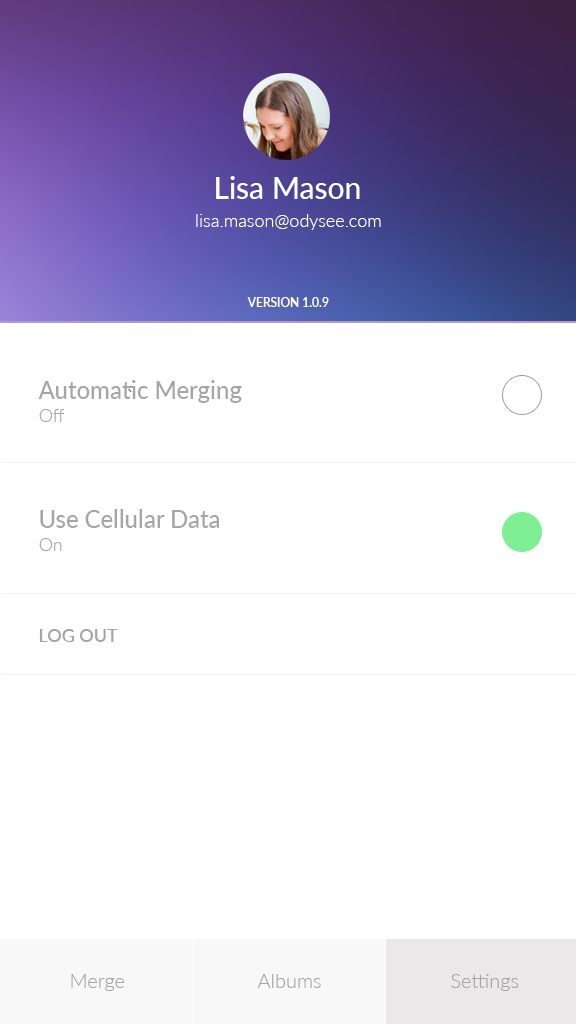 Lisa Mason
lisa.mason@odysee.com
VERSION 1.0.9
Automatic Merging
Off
Use Cellular Data
On
LOG OUT
Merge
Albums
Settings